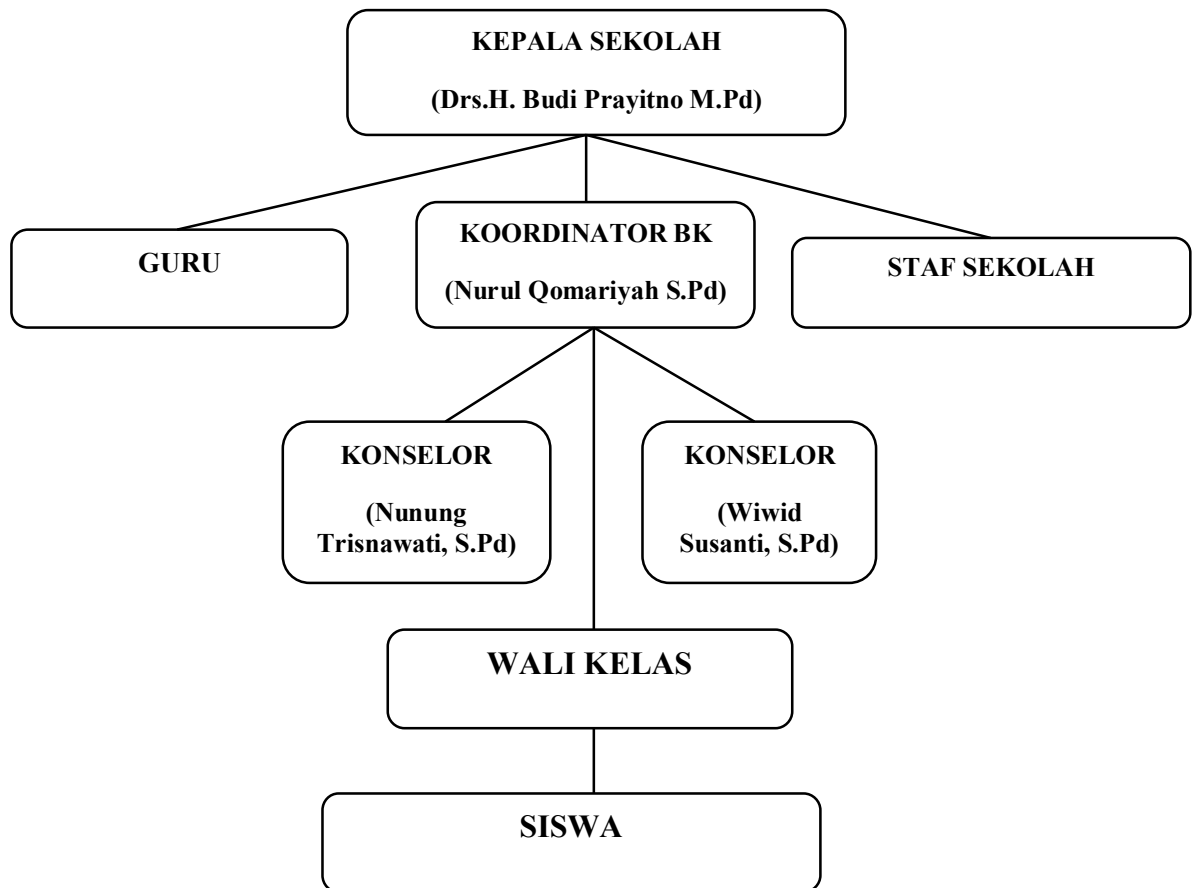 KEPALA SEKOLAH
(Drs.H. Budi Prayitno M.Pd)
GURU
KOORDINATOR BK
(Nurul Qomariyah S.Pd)
STAF SEKOLAH
KONSELOR
(Nunung
Trisnawati, S.Pd)
KONSELOR
(Wiwid
Susanti, S.Pd)
WALI KELAS
SISWA